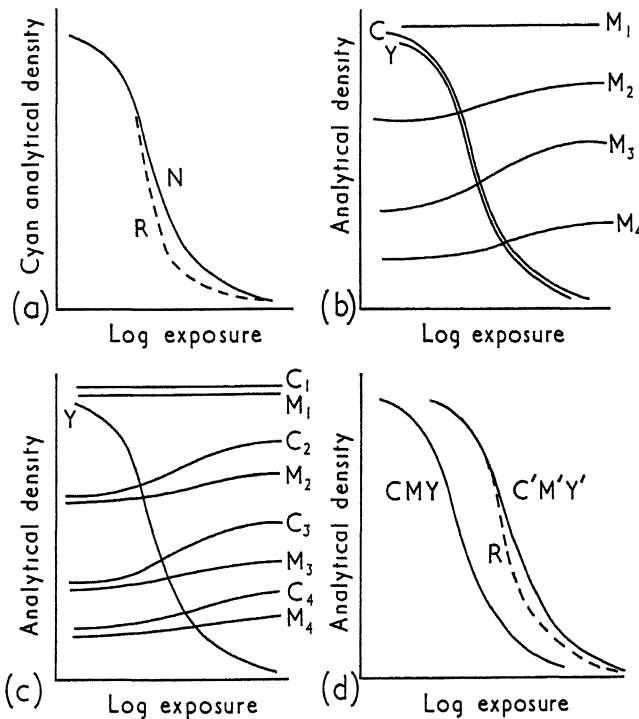 Cyan analytical density
N
R
(a)
Log exposure
Analytical density
C
Y
M₁
M₂
M₃
M₄
(b)
Log exposure
Analytical density
Y
C₁
M₁
C₂
M₂
C₃
M₃
C₄
M₄
(c)
Log exposure
Analytical density
CMY
C'M'Y'
R
(d)
Log exposure